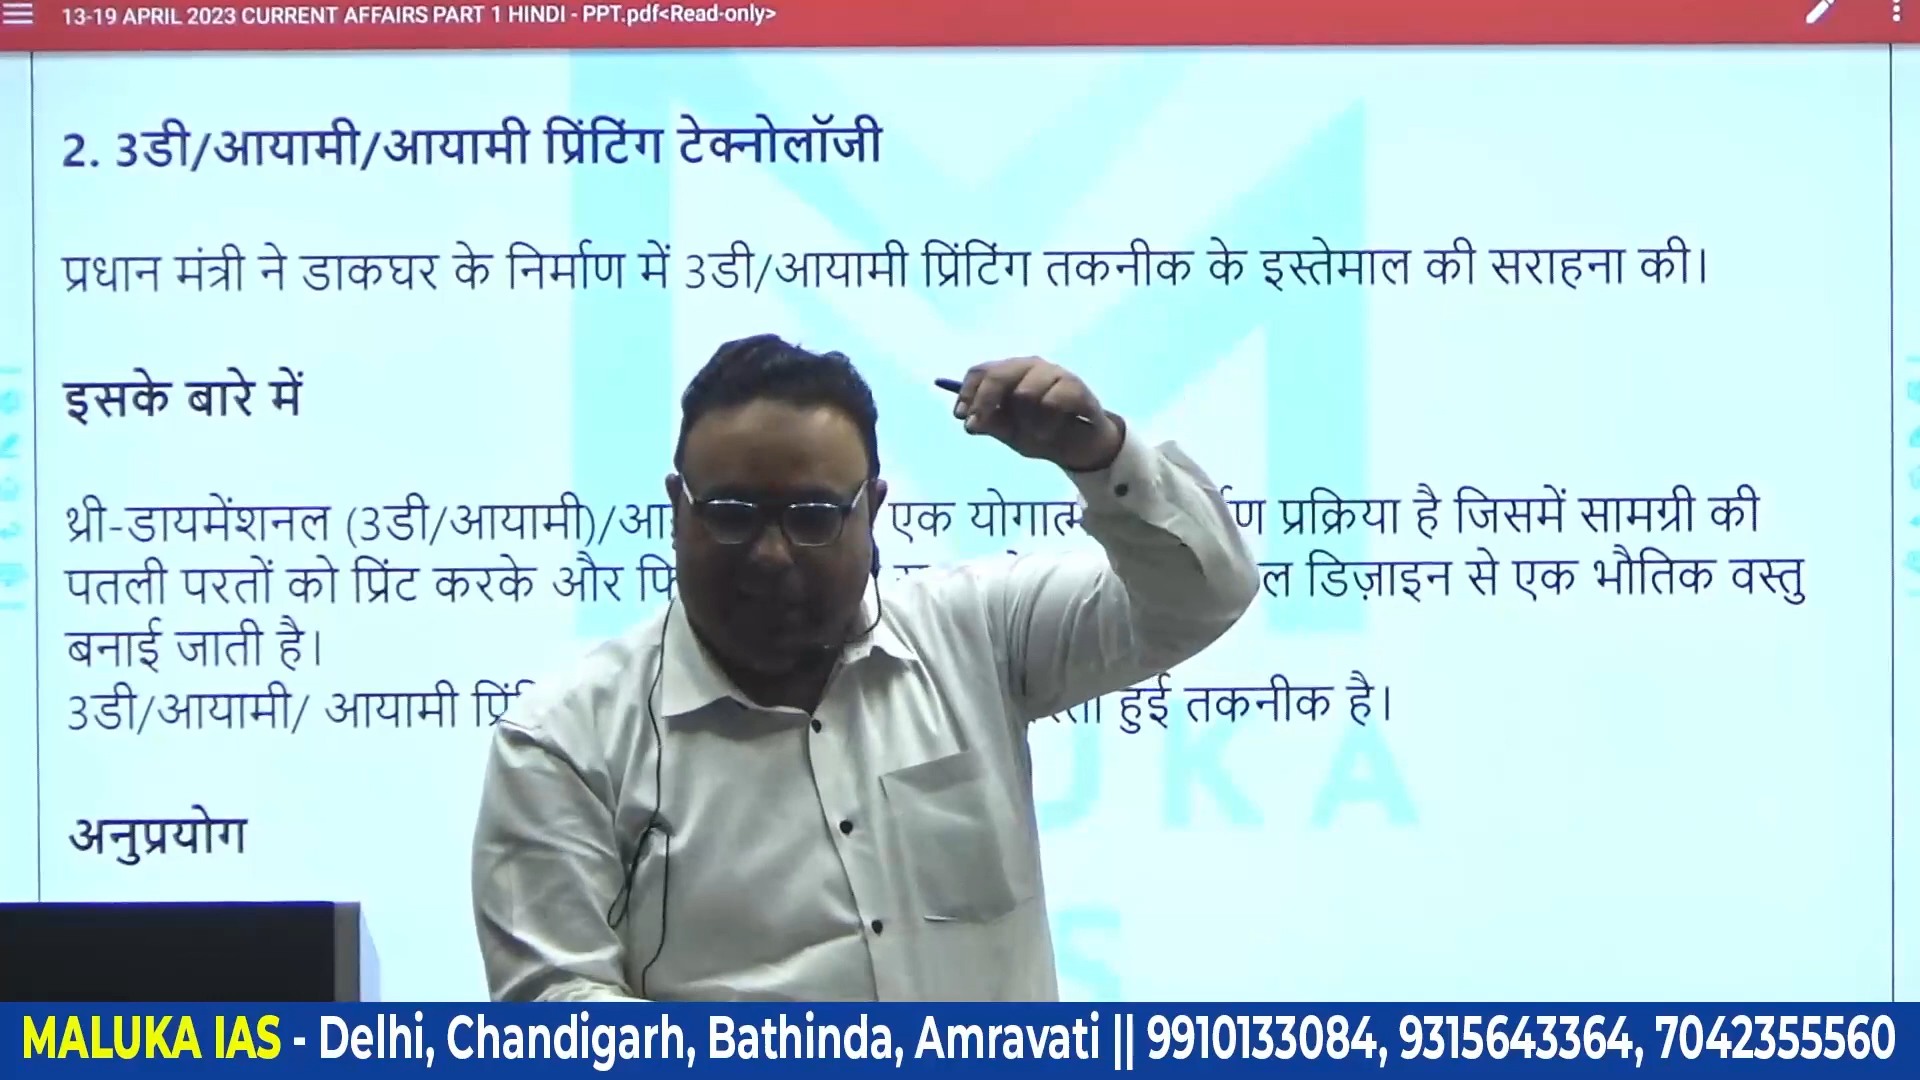 13-19 APRIL 2023 CURRENT AFFAIRS PART 1 HINDI - PPT.pdf<Read-only>
2. 3डी/आयामी/आयामी प्रिंटिंग टेक्नोलॉजी
प्रधान मंत्री ने डाकघर के निर्माण में 3डी/आयामी प्रिंटिंग तकनीक के इस्तेमाल की सराहना की।
इसके बारे में
थ्री-डायमेंशनल (3डी/आयामी)/ एक प्रक्रिया है जिसमें सामग्री की
पतली परतों को प्रिंट करके और डिज़ाइन से एक भौतिक वस्तु
बनाई जाती है।
3डी/आयामी/ आयामी हुई तकनीक है।
अनुप्रयोग
MALUKA IAS - Delhi, Chandigarh, Bathinda, Amravati || 9910133084, 9315643364, 7042355560